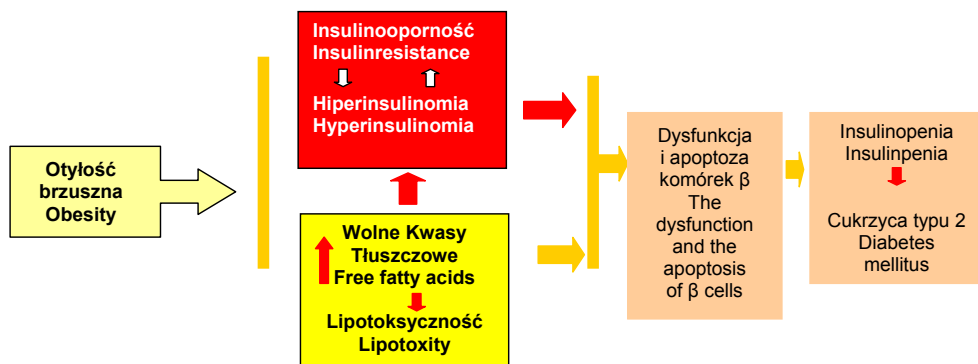 Otyłość
brzuszna
Obesity
Insulinooporność
Insulinresistance
Hiperinsulinomia
Hyperinsulinomia
Wolne Kwasy
Tłuszczowe
Free fatty acids
Lipotoksyczność
Lipotoxity
Dysfunkcja
i apoptoza
komórek β
The
dysfunction
and the
apoptosis
of β cells
Insulinopenia
Insulinpenia
Cukrzyca typu 2
Diabetes
mellitus